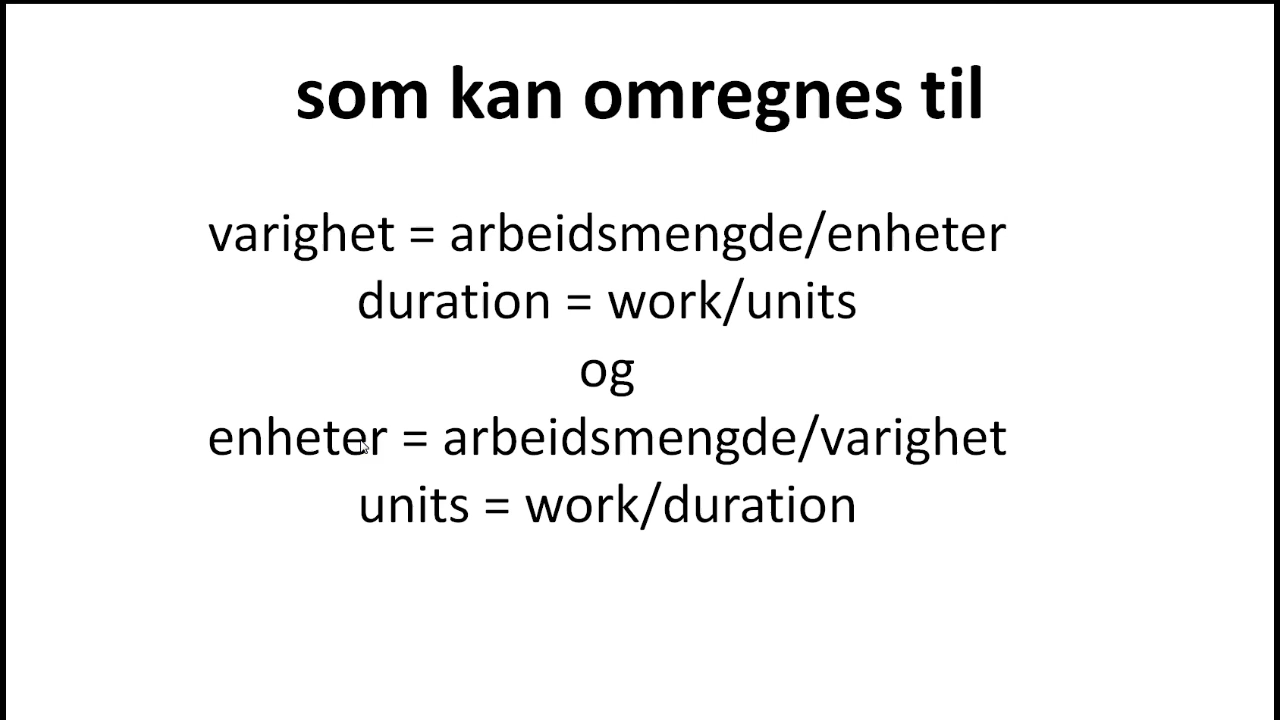 som kan omregnes til
varighet = arbeidsmengde/enheter
duration = work/units
og
enheter = arbeidsmengde/varighet
units = work/duration